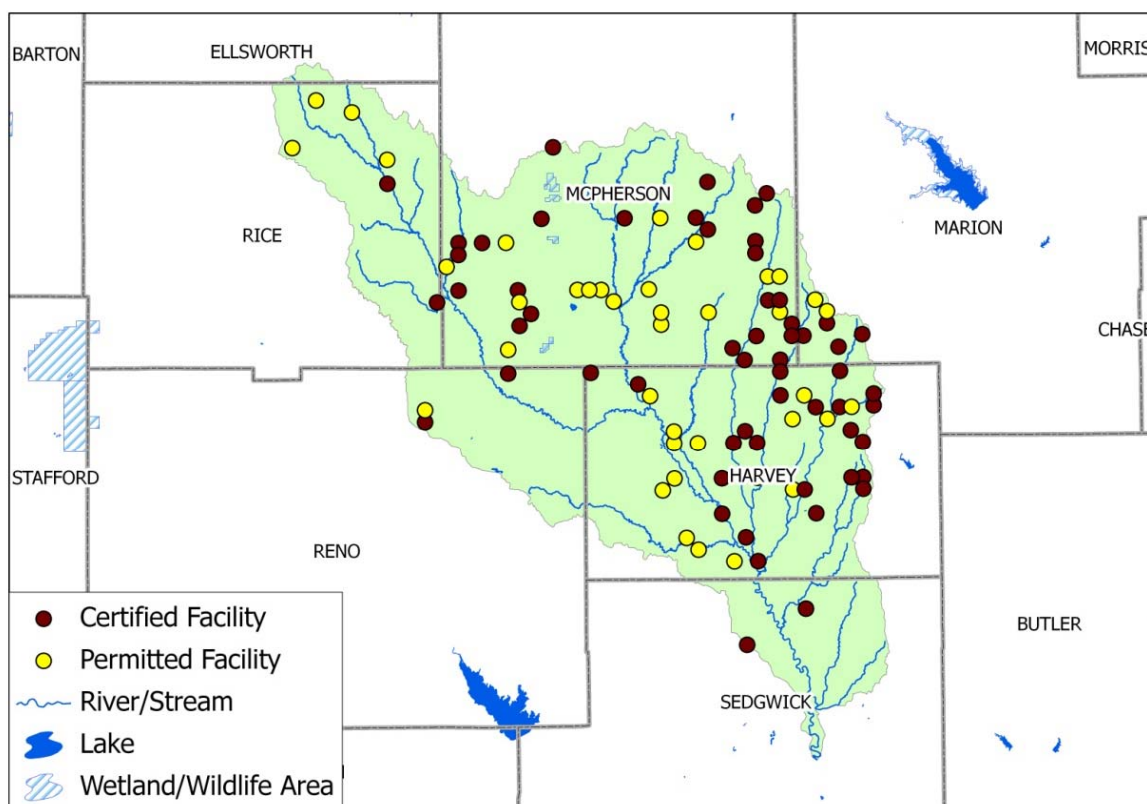 BARTON
ELLSWORTH
MORRIS
MCPHERSON
MARION
RICE
CHASE
STAFFORD
HARVEY
RENO
BUTLER
SEDGWICK
Certified Facility
Permitted Facility
River/Stream
Lake
Wetland/Wildlife Area